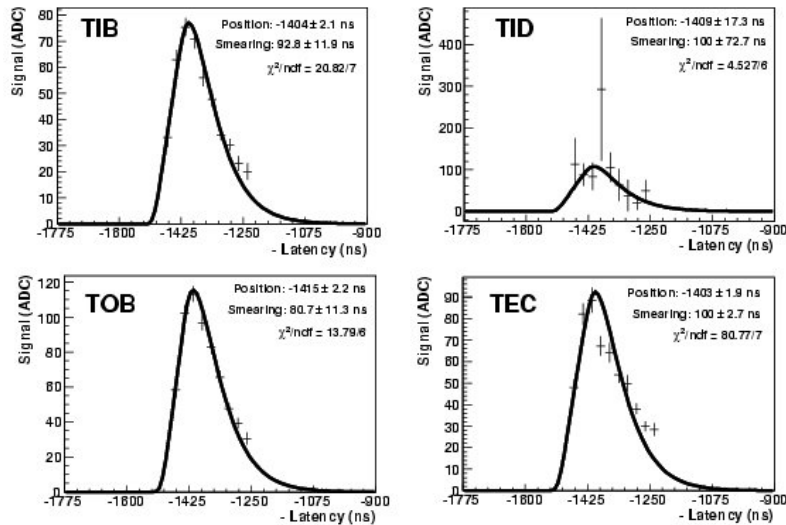 TIB
Position: -1404 ± 2.1 ns
Smearing: 92.8 ± 11.9 ns
χ²/ndf = 20.82/7
Signal (ADC)
80
70
60
50
40
30
20
10
0
-1775 -1800 -1425 -1250 -1075 -900
- Latency (ns)
TID
Position: -1409 ± 17.3 ns
Smearing: 100 ± 72.7 ns
χ²/ndf = 4.527/6
Signal (ADC)
400
300
200
100
0
-1775 -1800 -1425 -1250 -1075 -900
- Latency (ns)
TOB
Position: -1415 ± 2.2 ns
Smearing: 80.7 ± 11.3 ns
χ²/ndf = 13.79/6
Signal (ADC)
120
100
80
60
40
20
0
-1775 -1800 -1425 -1250 -1075 -900
- Latency (ns)
TEC
Position: -1403 ± 1.9 ns
Smearing: 100 ± 2.7 ns
χ²/ndf = 80.77/7
Signal (ADC)
90
80
70
60
50
40
30
20
10
0
-1775 -1800 -1425 -1250 -1075 -900
- Latency (ns)